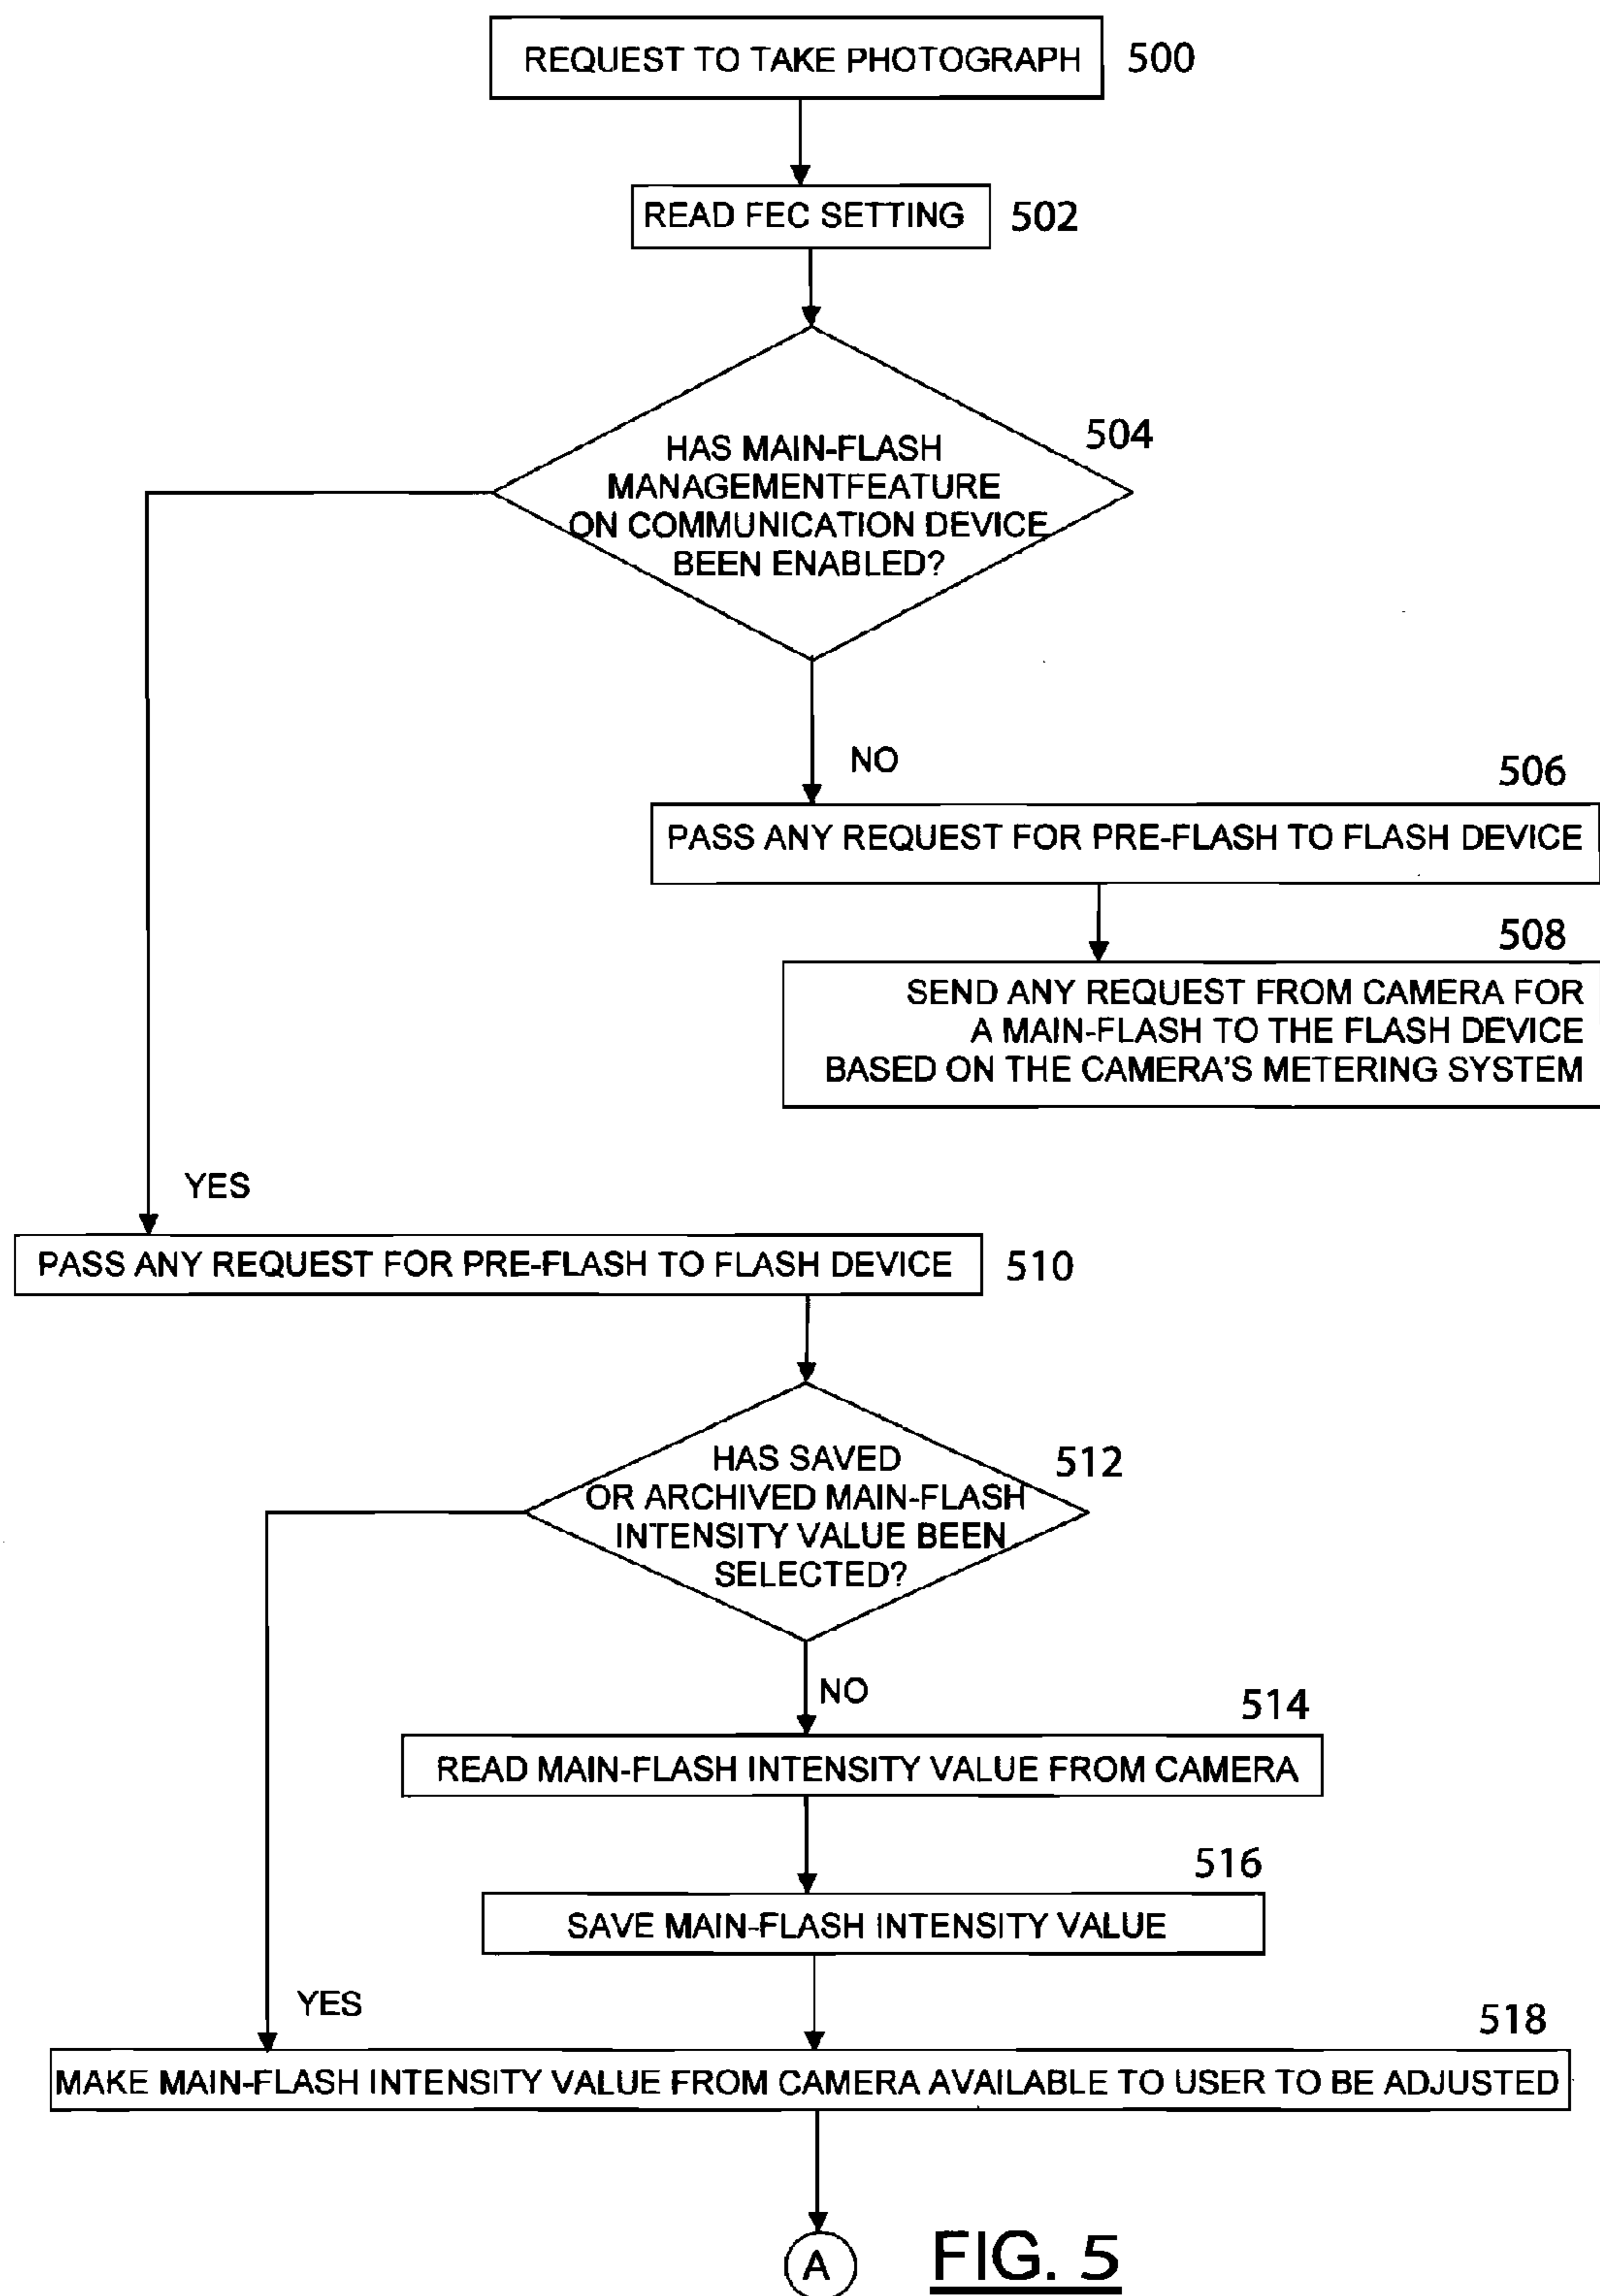 REQUEST TO TAKE PHOTOGRAPH 500
READ FEC SETTING 502
504
HAS MAIN-FLASH
MANAGEMENTFEATURE
ON COMMUNICATION DEVICE
BEEN ENABLED?
NO
506
PASS ANY REQUEST FOR PRE-FLASH TO FLASH DEVICE
508
SEND ANY REQUEST FROM CAMERA FOR
A MAIN-FLASH TO THE FLASH DEVICE
BASED ON THE CAMERA'S METERING SYSTEM
YES
PASS ANY REQUEST FOR PRE-FLASH TO FLASH DEVICE 510
512
HAS SAVED
OR ARCHIVED MAIN-FLASH
INTENSITY VALUE BEEN
SELECTED?
NO
514
READ MAIN-FLASH INTENSITY VALUE FROM CAMERA
516
SAVE MAIN-FLASH INTENSITY VALUE
YES
518
MAKE MAIN-FLASH INTENSITY VALUE FROM CAMERA AVAILABLE TO USER TO BE ADJUSTED
A
FIG. 5